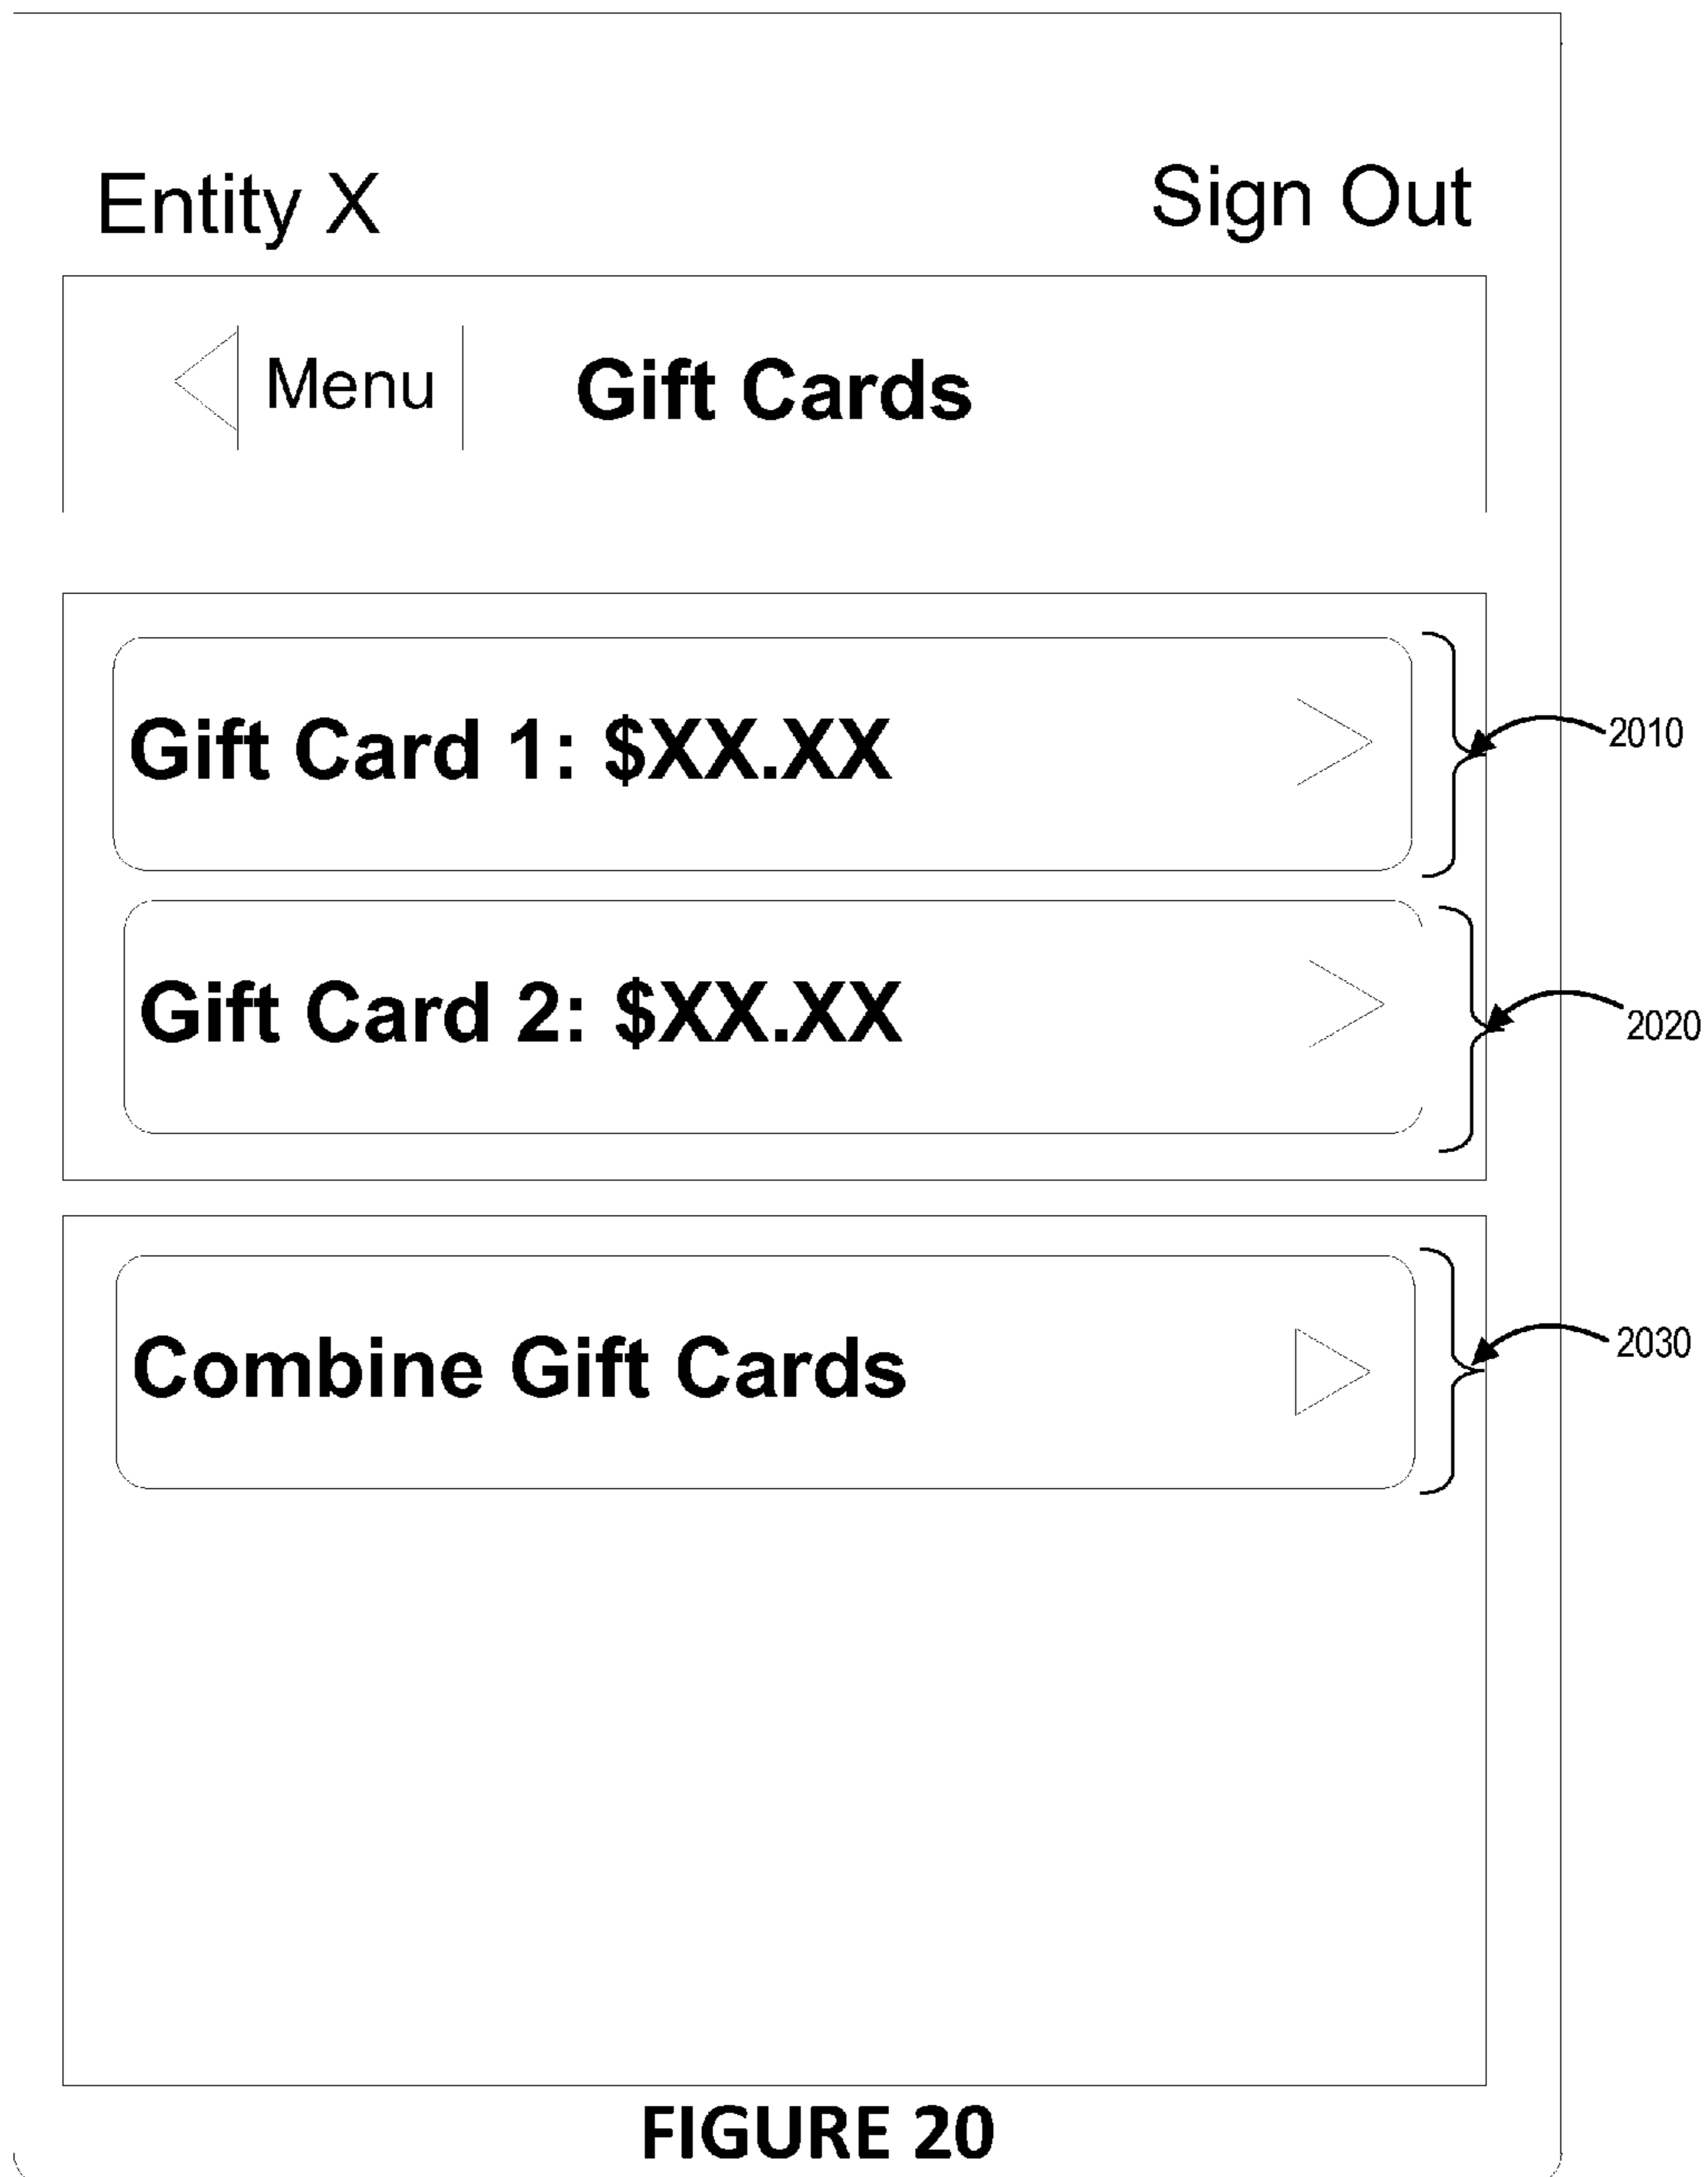 Entity X Sign Out
Menu Gift Cards
Gift Card 1: $XX.XX
2010
Gift Card 2: $XX.XX
2020
Combine Gift Cards
2030
FIGURE 20